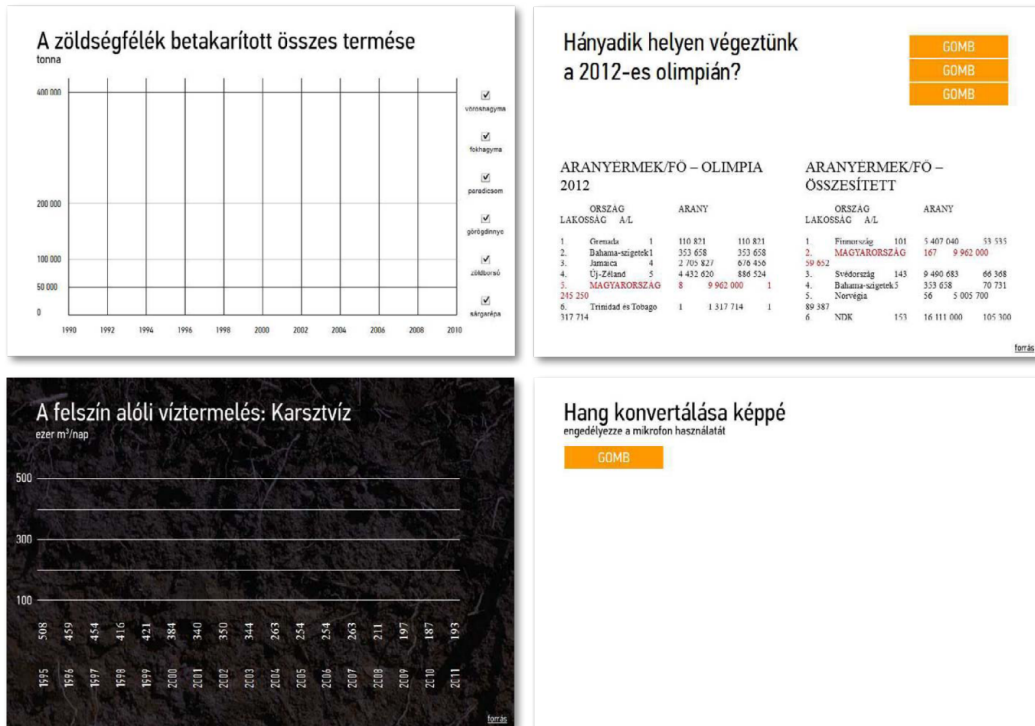 A zöldségfélék betakarított összes termése
tonna
400 000
200 000
100 000
50 000
0
1990 1992 1994 1996 1998 2000 2002 2004 2006 2008 2010
vöröshagyma
fokhagyma
paradicsom
görögdinnye
zöldborsó
sárgarépa
Hányadik helyen végeztünk
a 2012-es olimpián?
GOMB
GOMB
GOMB
ARANYÉRMEK/FŐ – OLIMPIA
2012
ORSZÁG ARANY
LAKOSSÁG A/L
1. Grenada 1 110 821 110 821
2. Bahama-szigetek1 353 658 353 658
3. Jamaica 4 2 705 827 676 456
4. Új-Zéland 5 4 432 620 886 524
5. MAGYARORSZÁG 8 9 962 000 1
245 250
6. Trinidad és Tobago 1 1 317 714 1
317 714
ARANYÉRMEK/FŐ –
ÖSSZESÍTETT
ORSZÁG ARANY
LAKOSSÁG A/L
1. Finnország 101 5 407 040 53 535
2. MAGYARORSZÁG 167 9 962 000
59 652
3. Svédország 143 9 490 683 66 368
4. Bahama-szigetek5 353 658 70 731
5. Norvégia 56 5 005 700
89 387
6. NDK 153 16 111 000 105 300
forrás
A felszín alóli víztermelés: Karsztvíz
ezer m³/nap
500
300
100
508 459 454 416 421 384 340 350 344 263 254 254 263 211 197 187 193
1995 1996 1997 1998 1999 2000 2001 2002 2003 2004 2005 2006 2007 2008 2009 2010 2011
forrás
Hang konvertálása képpé
engedélyezze a mikrofon használatát
GOMB